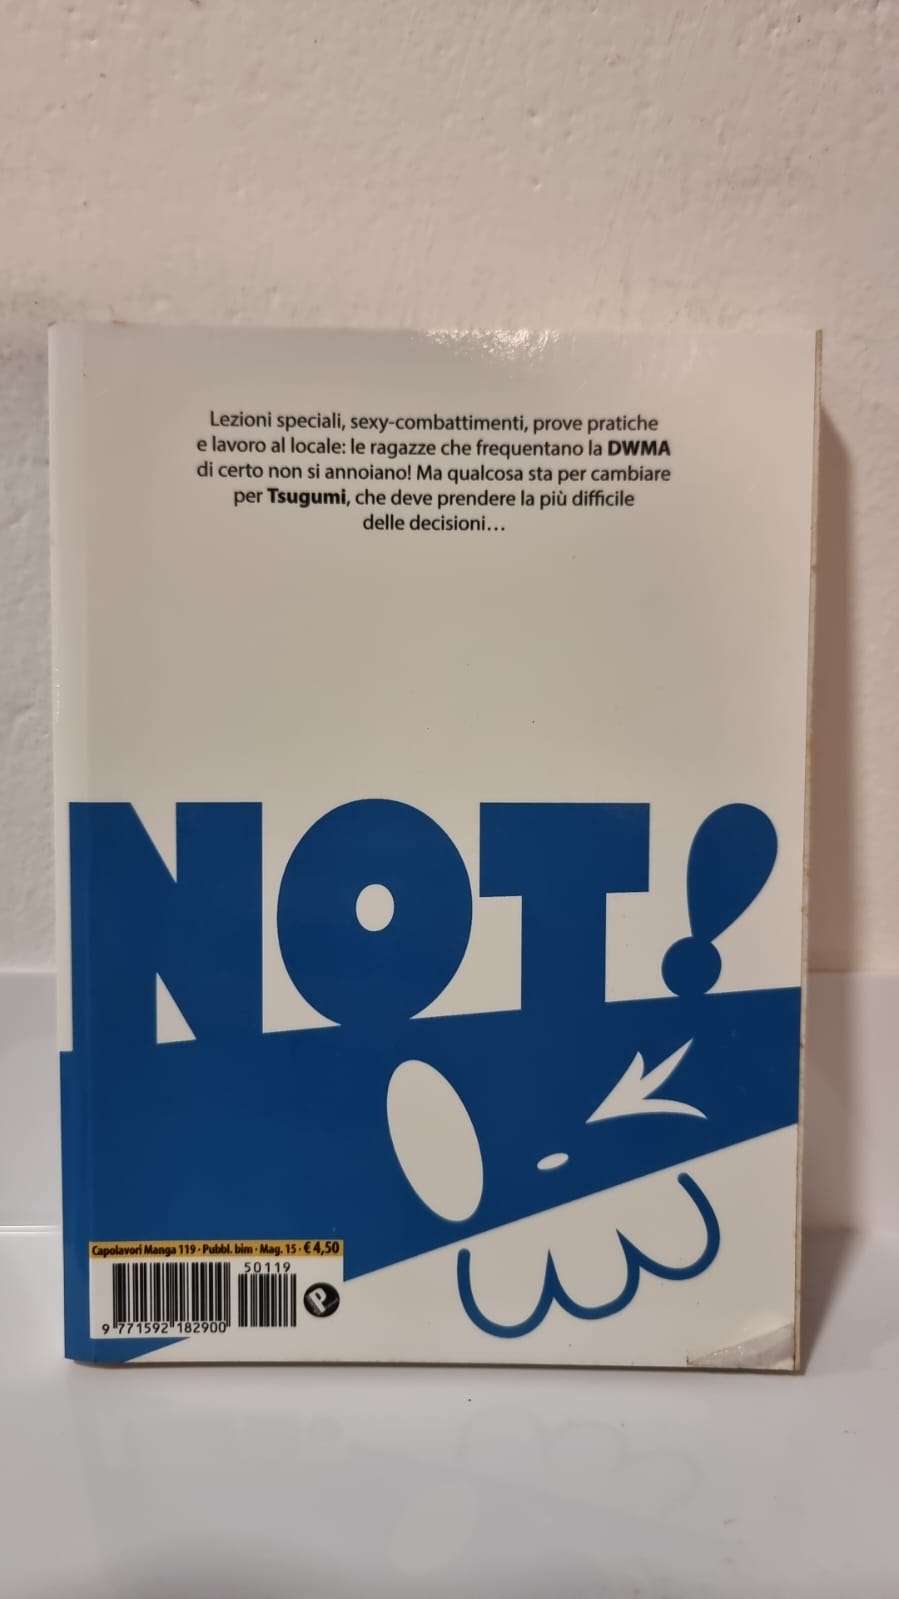 Lezioni speciali, sexy-combattimenti, prove pratiche
e lavoro al locale: le ragazze che frequentano la DWMA
di certo non si annoiano! Ma qualcosa sta per cambiare
per Tsugumi, che deve prendere la più difficile
delle decisioni...
NOT!
Capolavori Manga 119 · Pubbl. bim · Mag. 15 · € 4,50
50119
9 771592 182900
P